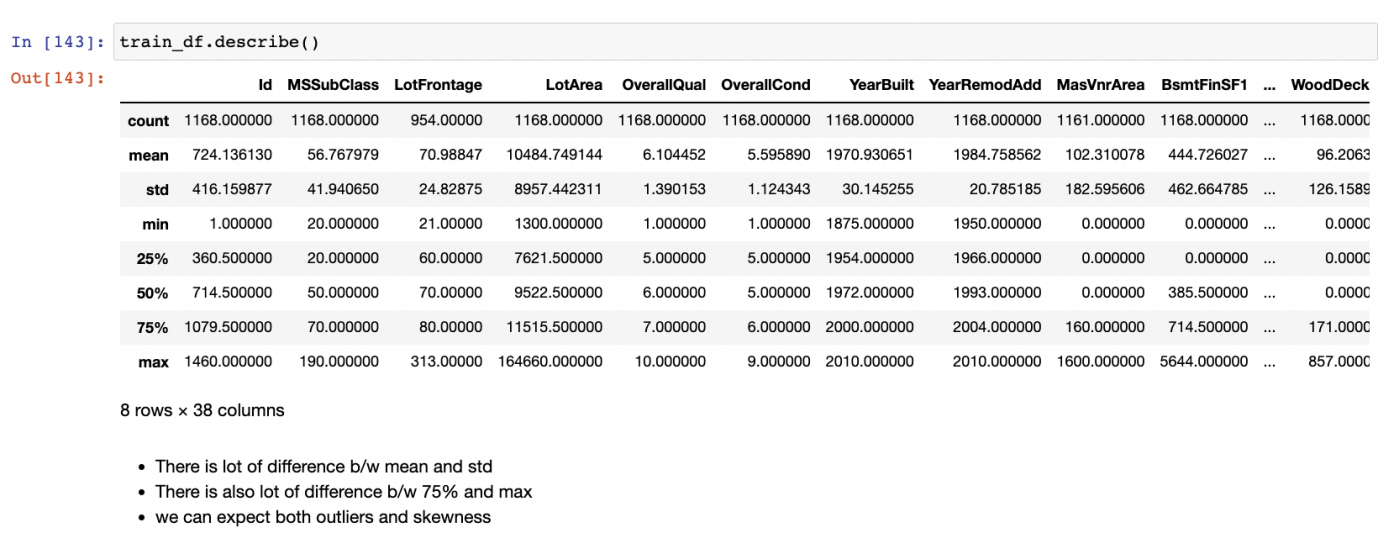 In [143]: train_df.describe()
Out[143]:
Id MSSubClass LotFrontage LotArea OverallQual OverallCond YearBuilt YearRemodAdd MasVnrArea BsmtFinSF1 ... WoodDeck
count 1168.000000 1168.000000 954.00000 1168.000000 1168.000000 1168.000000 1168.000000 1168.000000 1161.000000 1168.000000 ... 1168.0000
mean 724.136130 56.767979 70.98847 10484.749144 6.104452 5.595890 1970.930651 1984.758562 102.310078 444.726027 ... 96.2063
std 416.159877 41.940650 24.82875 8957.442311 1.390153 1.124343 30.145255 20.785185 182.595606 462.664785 ... 126.1589
min 1.000000 20.000000 21.00000 1300.000000 1.000000 1.000000 1875.000000 1950.000000 0.000000 0.000000 ... 0.0000
25% 360.500000 20.000000 60.00000 7621.500000 5.000000 5.000000 1954.000000 1966.000000 0.000000 0.000000 ... 0.0000
50% 714.500000 50.000000 70.00000 9522.500000 6.000000 5.000000 1972.000000 1993.000000 0.000000 385.500000 ... 0.0000
75% 1079.500000 70.000000 80.00000 11515.500000 7.000000 6.000000 2000.000000 2004.000000 160.000000 714.500000 ... 171.0000
max 1460.000000 190.000000 313.00000 164660.000000 10.000000 9.000000 2010.000000 2010.000000 1600.000000 5644.000000 ... 857.0000
8 rows × 38 columns
• There is lot of difference b/w mean and std
• There is also lot of difference b/w 75% and max
• we can expect both outliers and skewness